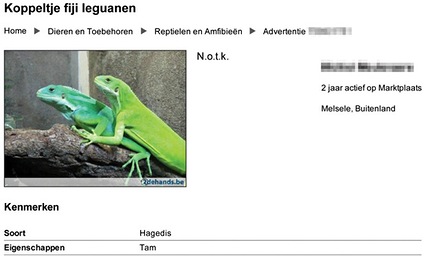 Koppeltje fiji leguanen
Home ▶ Dieren en Toebehoren ▶ Reptielen en Amfibieën ▶ Advertentie
N.o.t.k.
2 jaar actief op Marktplaats
Melsele, Buitenland
2dehands.be
Kenmerken
Soort Hagedis
Eigenschappen Tam